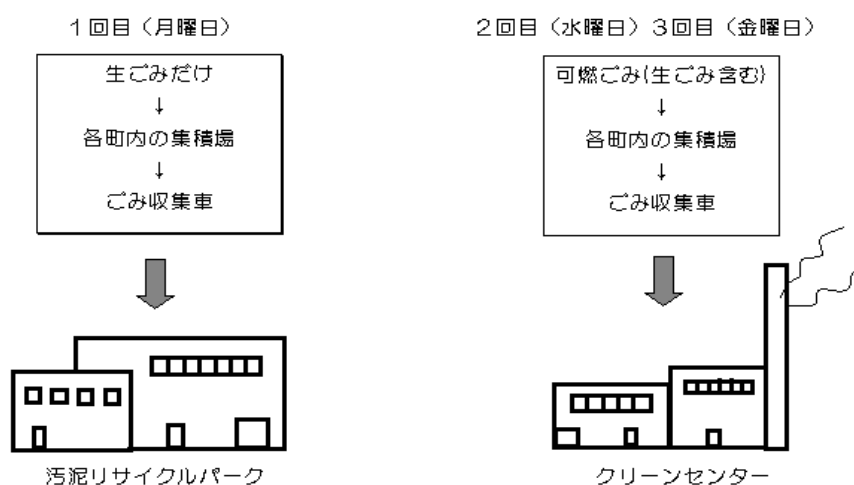 1回目（月曜日）
生ごみだけ
↓
各町内の集積場
↓
ごみ収集車
汚泥リサイクルパーク
2回目（水曜日）3回目（金曜日）
可燃ごみ(生ごみ含む)
↓
各町内の集積場
↓
ごみ収集車
クリーンセンター